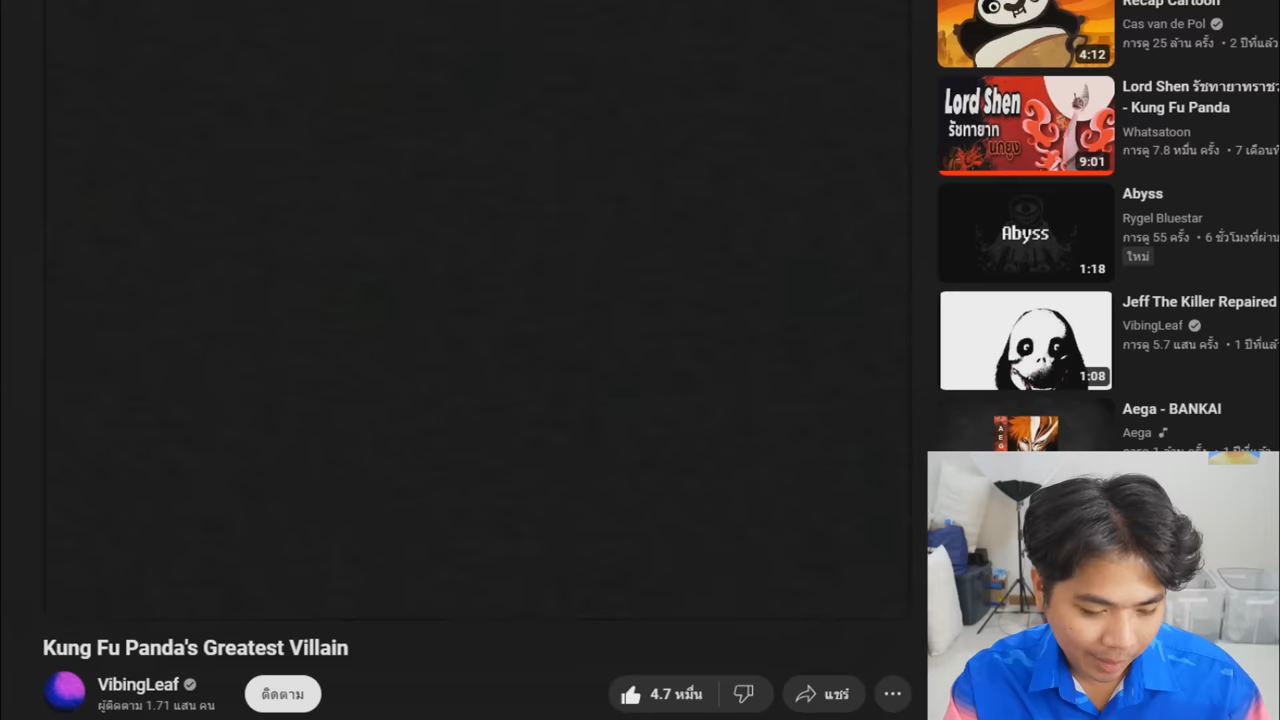 Recap Cartoon
Cas van de Pol
การดู 25 ล้าน ครั้ง • 2 ปีที่แล้ว
4:12
Lord Shen
รัชทายาท
นกยูง
9:01
Lord Shen รัชทายาทราชว
- Kung Fu Panda
Whatsatoon
การดู 7.8 หมื่น ครั้ง • 7 เดือนที่
Abyss
1:18
Abyss
Rygel Bluestar
การดู 55 ครั้ง • 6 ชั่วโมงที่ผ่าน
ใหม่
1:08
Jeff The Killer Repaired
VibingLeaf
การดู 5.7 แสน ครั้ง • 1 ปีที่แล้
AEG
Aega - BANKAI
Aega
Kung Fu Panda's Greatest Villain
VibingLeaf
ผู้ติดตาม 1.71 แสน คน
ติดตาม
4.7 หมื่น
แชร์